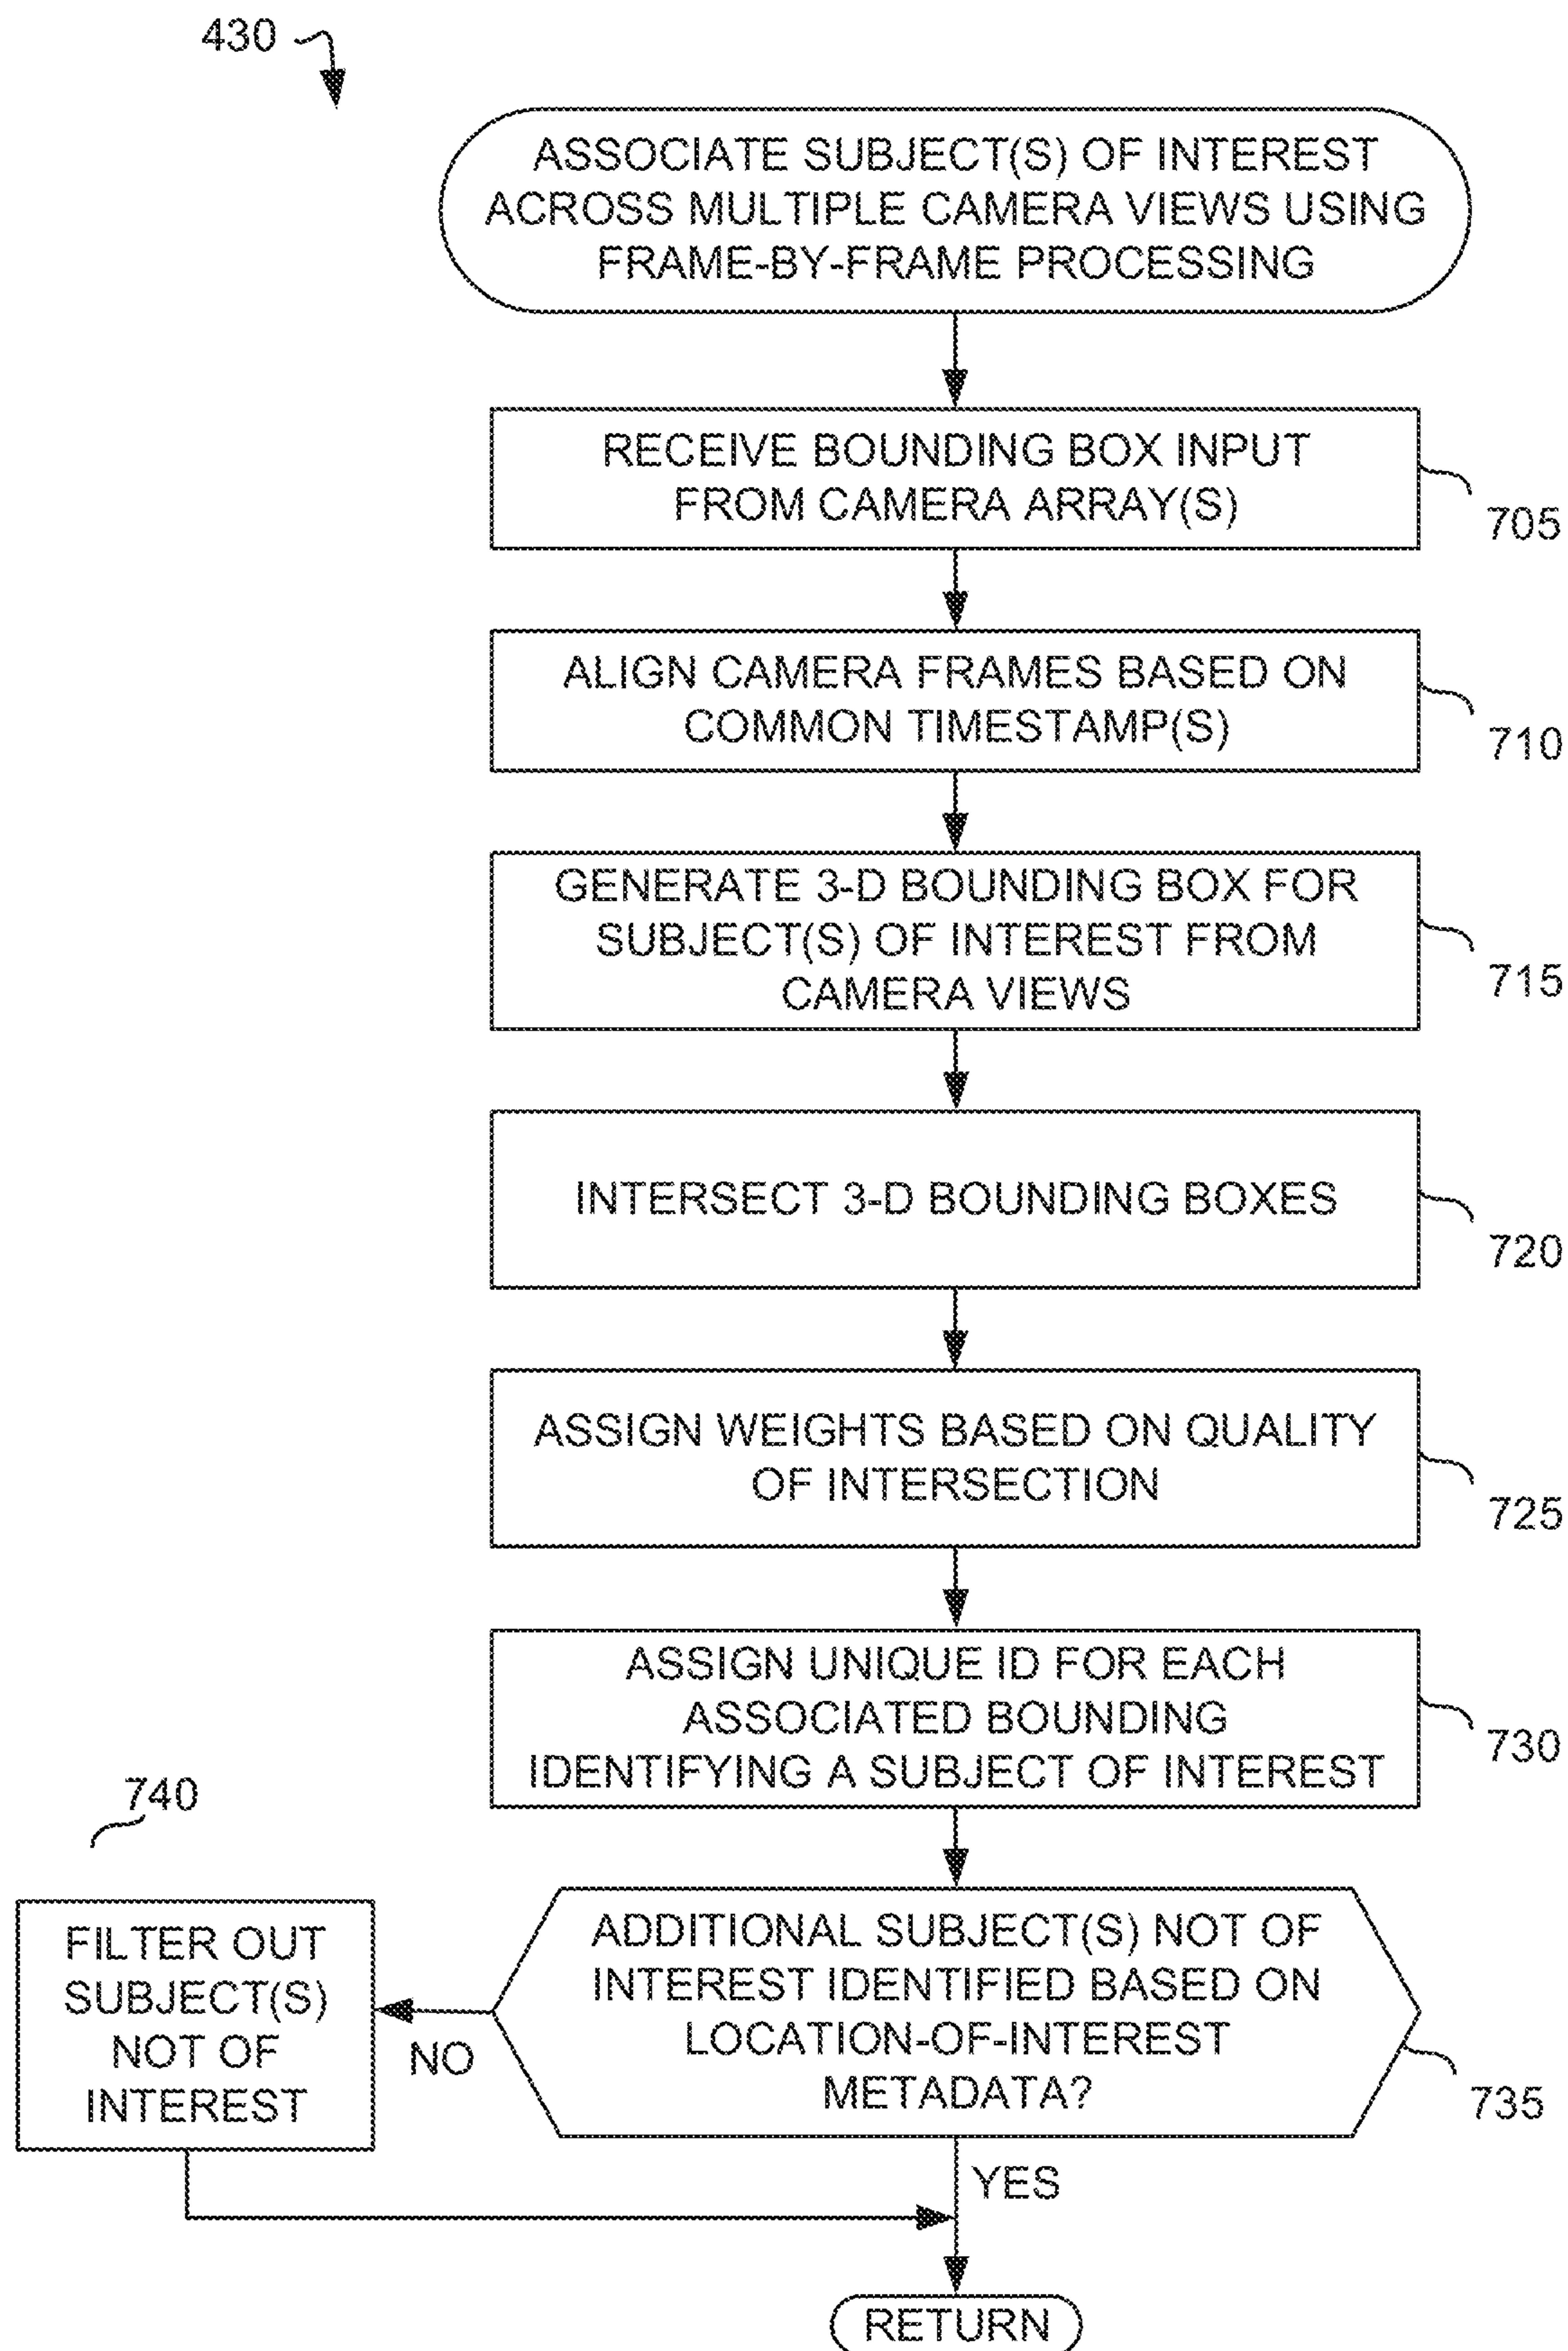 430
ASSOCIATE SUBJECT(S) OF INTEREST
ACROSS MULTIPLE CAMERA VIEWS USING
FRAME-BY-FRAME PROCESSING
RECEIVE BOUNDING BOX INPUT
FROM CAMERA ARRAY(S)
705
ALIGN CAMERA FRAMES BASED ON
COMMON TIMESTAMP(S)
710
GENERATE 3-D BOUNDING BOX FOR
SUBJECT(S) OF INTEREST FROM
CAMERA VIEWS
715
INTERSECT 3-D BOUNDING BOXES
720
ASSIGN WEIGHTS BASED ON QUALITY
OF INTERSECTION
725
ASSIGN UNIQUE ID FOR EACH
ASSOCIATED BOUNDING
IDENTIFYING A SUBJECT OF INTEREST
730
ADDITIONAL SUBJECT(S) NOT OF
INTEREST IDENTIFIED BASED ON
LOCATION-OF-INTEREST
METADATA?
735
NO
740
FILTER OUT
SUBJECT(S)
NOT OF
INTEREST
YES
RETURN